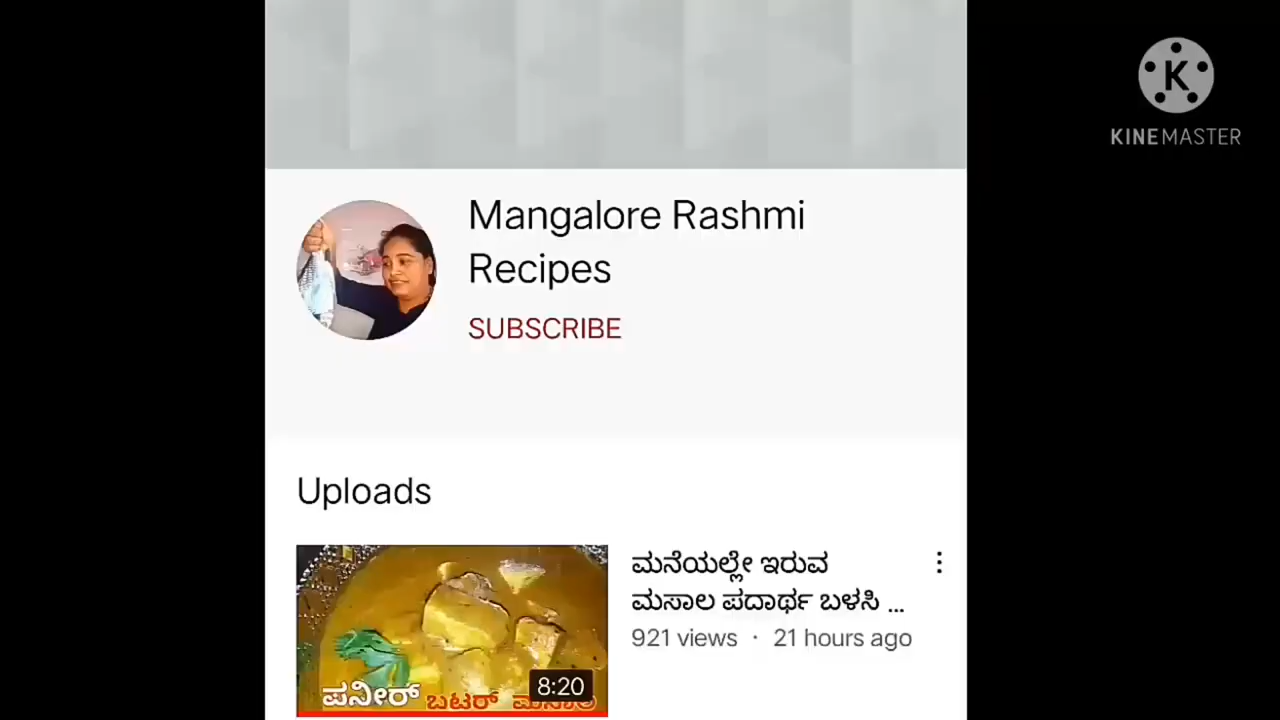 K
KINEMASTER
Mangalore Rashmi
Recipes
SUBSCRIBE
Uploads
ಮನೆಯಲ್ಲೇ ಇರುವ
ಮಸಾಲ ಪದಾರ್ಥ ಬಳಸಿ ...
921 views · 21 hours ago
8:20
ಪನೀರ್ ಬಟರ್ ಮಸಾಲ